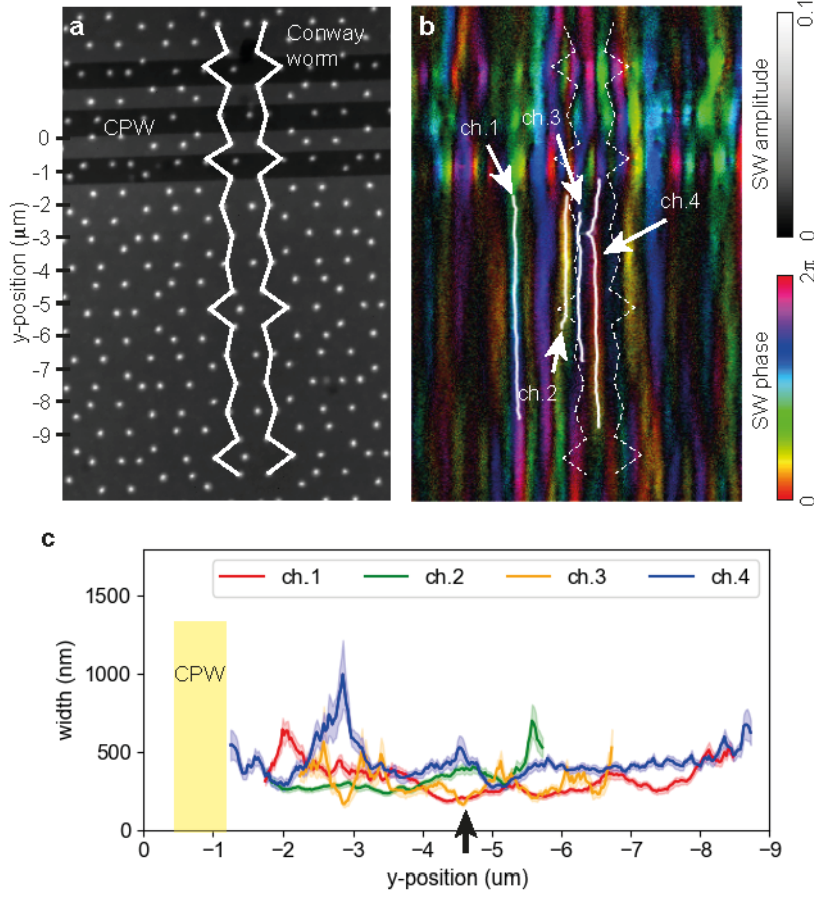 a
Conway
worm
CPW
y-position (μm)
0
-1
-2
-3
-4
-5
-6
-7
-8
-9
b
ch.1
ch.3
ch.4
ch.2
0.1
SW amplitude
0
2π
SW phase
0
c
ch.1 ch.2 ch.3 ch.4
CPW
width (nm)
1500
1000
500
0
0 −1 −2 −3 −4 −5 −6 −7 −8 −9
y-position (um)